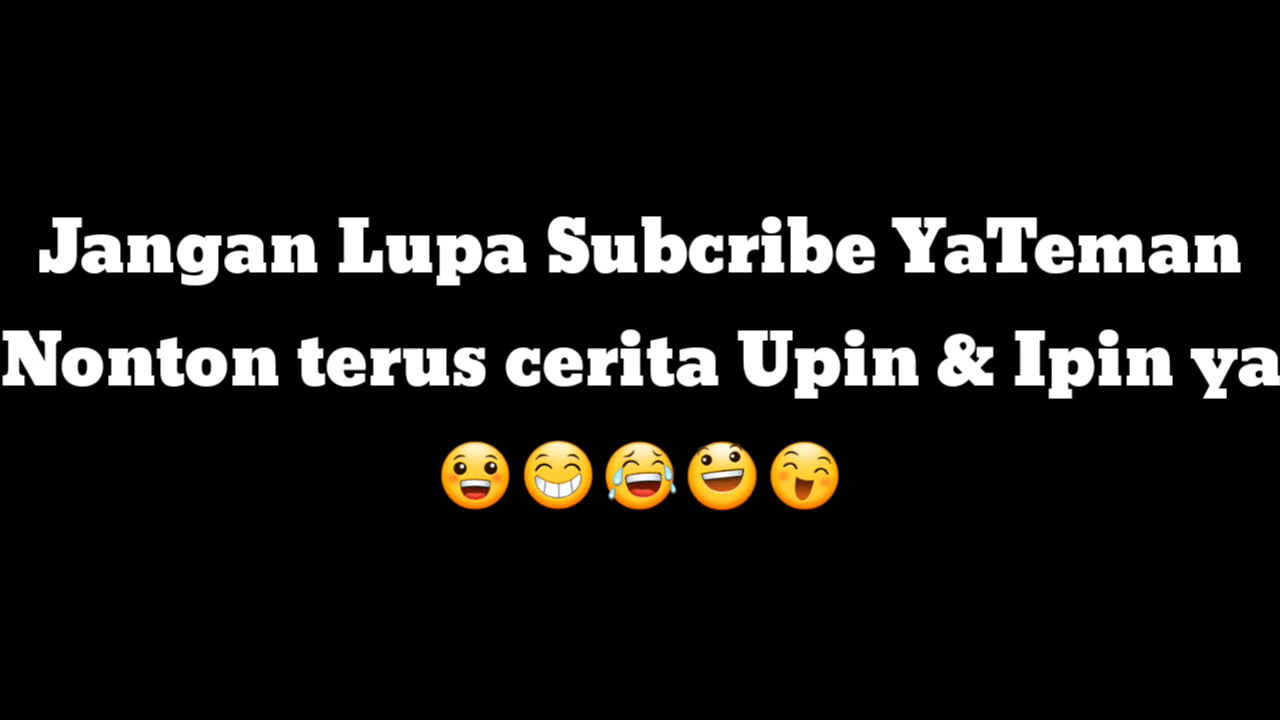 Jangan Lupa Subcribe YaTeman
Nonton terus cerita Upin & Ipin ya
😀😁😂😃😄